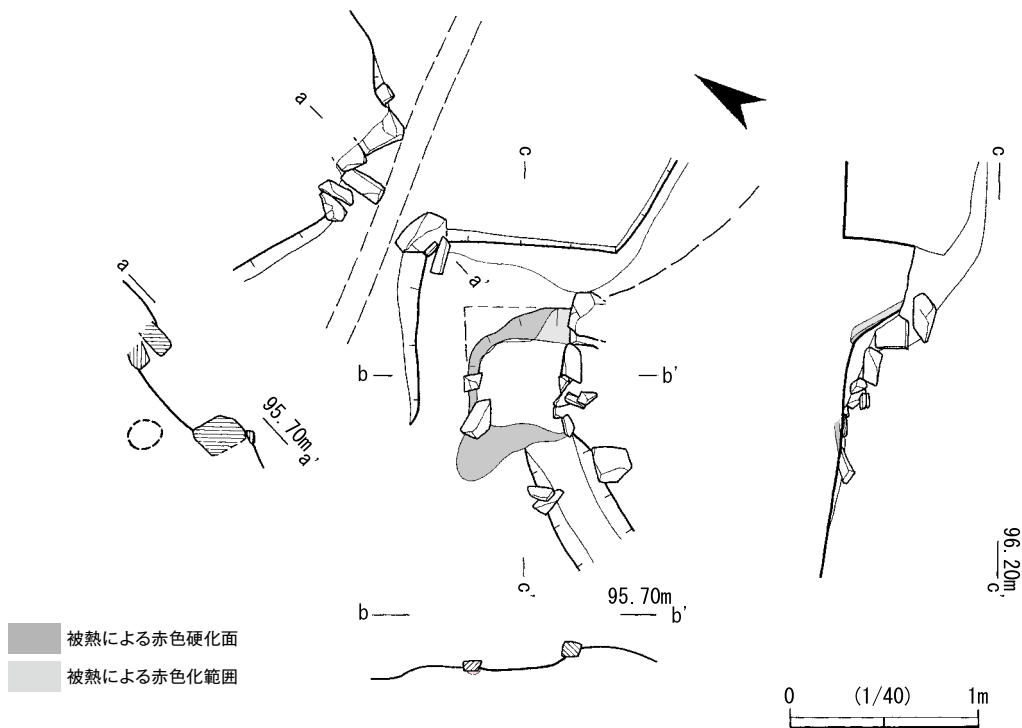 a
c
c
a
a'
b
b'
95.70m
a'
c'
96.20m
c'
95.70m
b
b'
被熱による赤色硬化面
被熱による赤色化範囲
0 (1/40) 1m